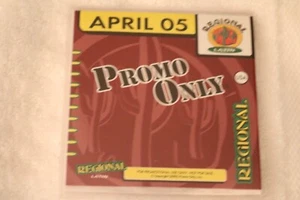 APRIL 05
REGIONAL
LATIN
PROMO
ONLY
REGIONAL
LATIN
REGIONAL